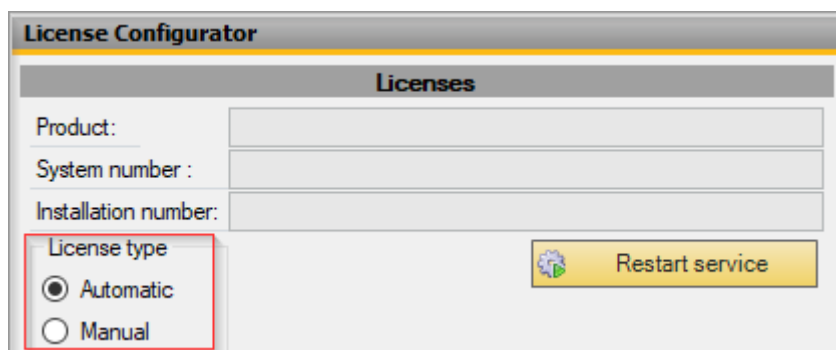 License Configurator
Licenses
Product:
System number :
Installation number:
License type
Restart service
Automatic
Manual